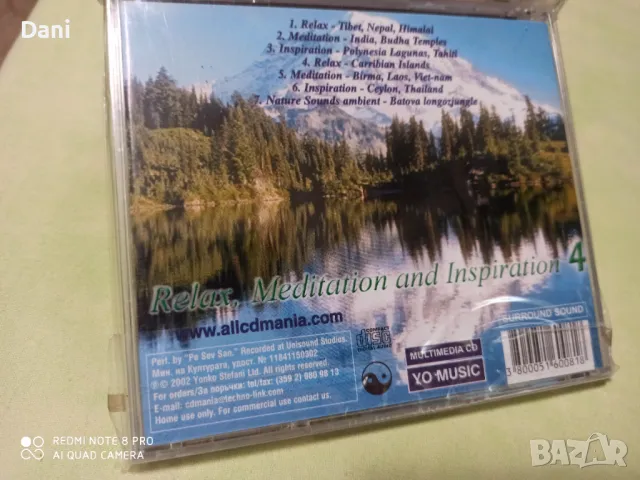 Dani
1. Relax - Tibet, Nepal, Himalai
2. Meditation - India, Budha Temples
3. Inspiration - Polynesia Lagunas, Tahiti
4. Relax - Carribian Islands
5. Meditation - Birma, Laos, Viet-nam
6. Inspiration - Ceylon, Thailand
7. Nature Sounds ambient - Batova longozjungle
Relax, Meditation and Inspiration 4
www.allcdmania.com
Perf. by "Pe Sev San." Recorded at Unisound Studies.
Мин. на Културата, удост. № 11841150302
℗ © 2002 Yonko Stefani Ltd. All rights reserved.
For orders/За поръчки: tel/fax: (359 2) 980 98 13
E-mail: cdmania@techno-link.com
Home use only. For commercial use contact us.
MULTIMEDIA CD
YO MUSIC
SURROUND SOUND
3 800051 600818
REDMI NOTE 8 PRO
AI QUAD CAMERA
BAZAR